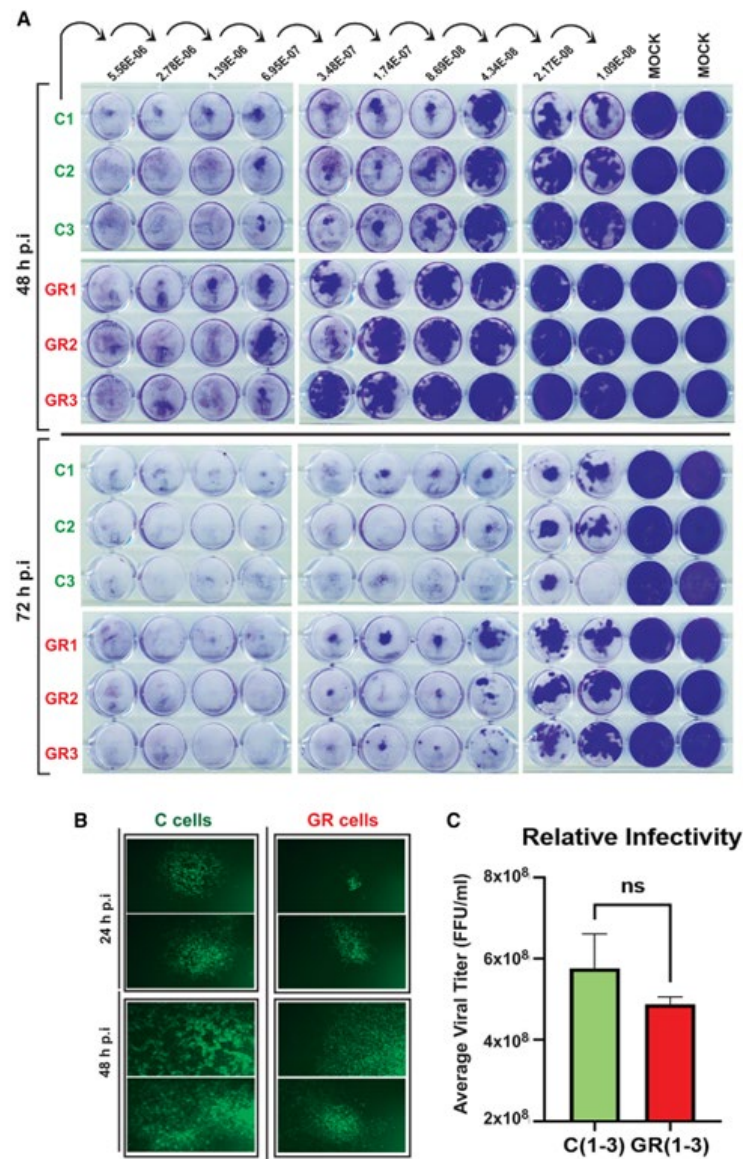 A
5.56E-06 2.78E-06 1.39E-06 6.95E-07 3.48E-07 1.74E-07 8.69E-08 4.34E-08 2.17E-08 1.09E-08 MOCK MOCK
48 h p.i
C1
C2
C3
GR1
GR2
GR3
72 h p.i
C1
C2
C3
GR1
GR2
GR3
B
C cells GR cells
24 h p.i
48 h p.i
C
Relative Infectivity
Average Viral Titer (FFU/ml)
8x10⁸
6x10⁸
4x10⁸
2x10⁸
ns
C(1-3) GR(1-3)